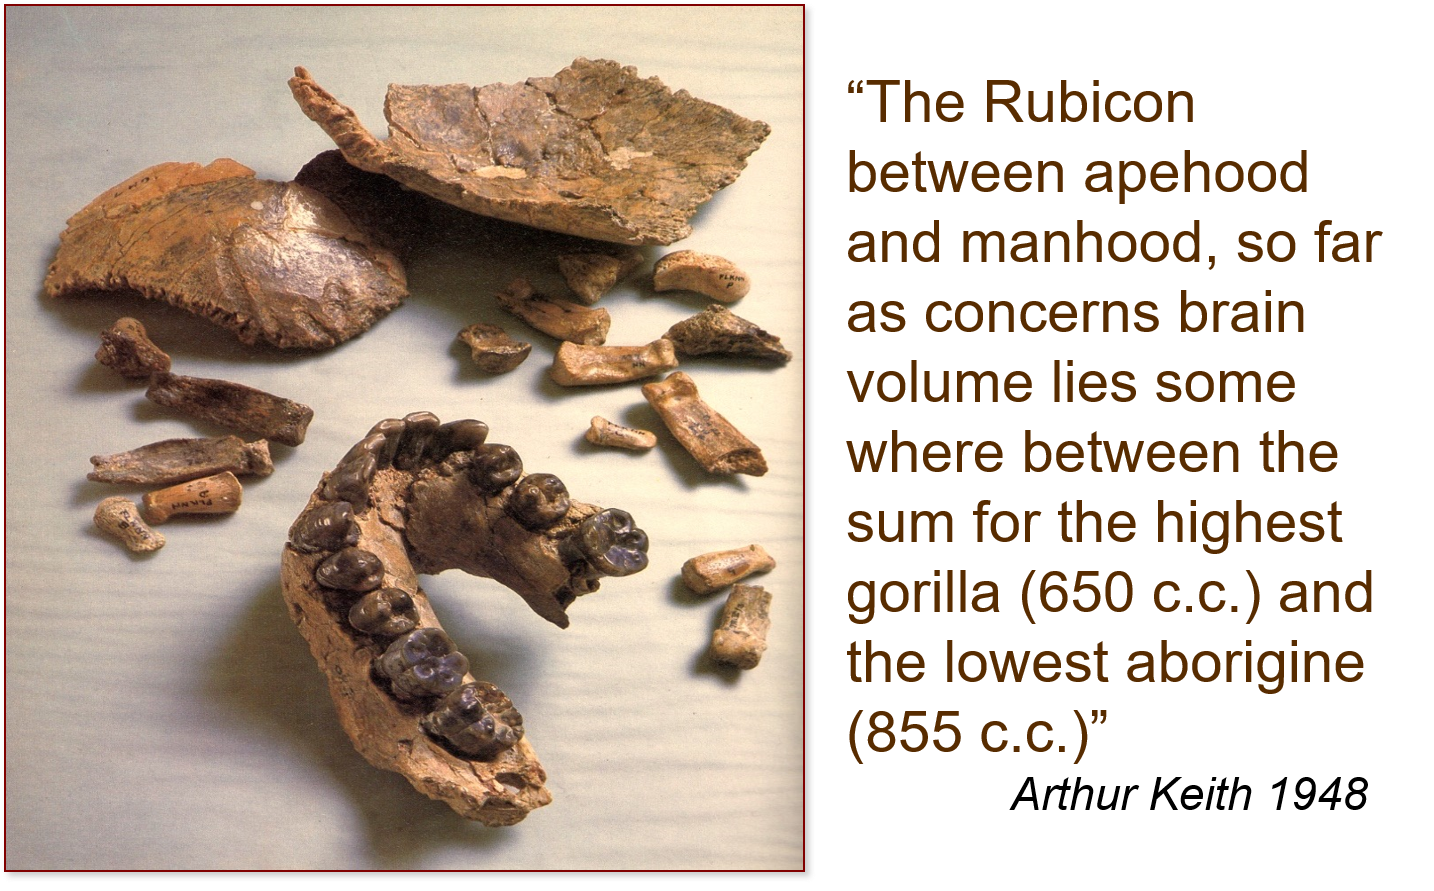 “The Rubicon
between apehood
and manhood, so far
as concerns brain
volume lies some
where between the
sum for the highest
gorilla (650 c.c.) and
the lowest aborigine
(855 c.c.)”
Arthur Keith 1948